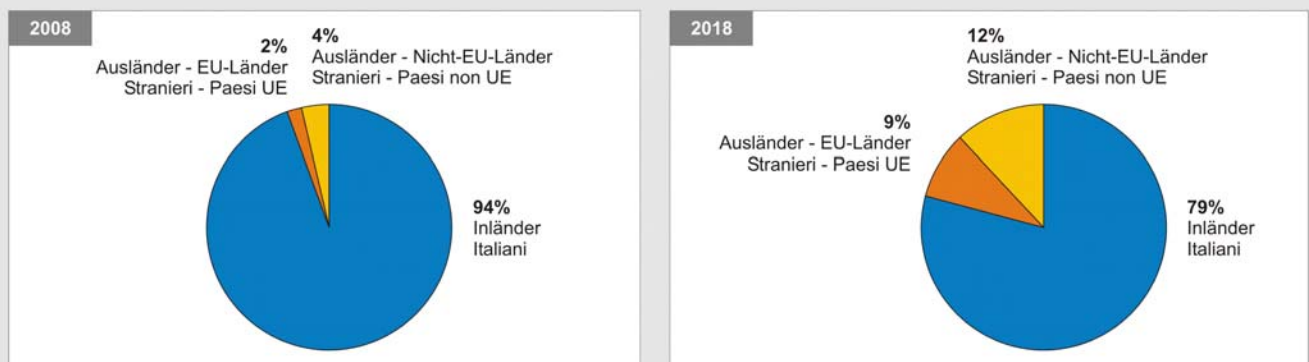 2008
2%
Ausländer - EU-Länder
Stranieri - Paesi UE
4%
Ausländer - Nicht-EU-Länder
Stranieri - Paesi non UE
94%
Inländer
Italiani
2018
12%
Ausländer - Nicht-EU-Länder
Stranieri - Paesi non UE
9%
Ausländer - EU-Länder
Stranieri - Paesi UE
79%
Inländer
Italiani